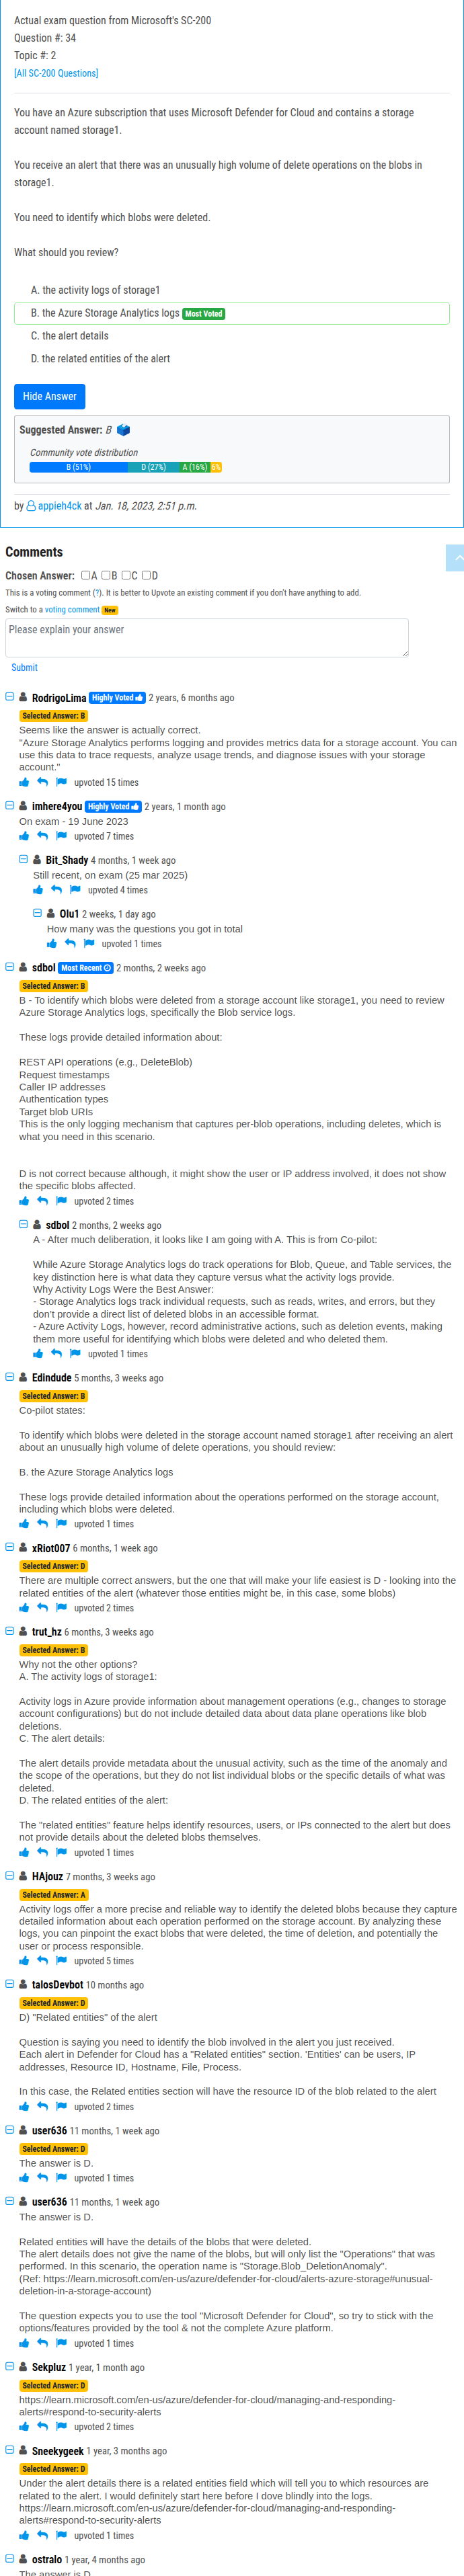 Actual exam question from Microsoft's SC-200
Question #: 34
Topic #: 2
[All SC-200 Questions]
You have an Azure subscription that uses Microsoft Defender for Cloud and contains a storage
account named storage1.
You receive an alert that there was an unusually high volume of delete operations on the blobs in
storage1.
You need to identify which blobs were deleted.
What should you review?
A. the activity logs of storage1
B. the Azure Storage Analytics logs Most Voted
C. the alert details
D. the related entities of the alert
Hide Answer
Suggested Answer: B
Community vote distribution
B (51%) D (27%) A (16%) 6%
by appieh4ck at Jan. 18, 2023, 2:51 p.m.
Comments
Chosen Answer: A B C D
This is a voting comment (?). It is better to Upvote an existing comment if you don't have anything to add.
Switch to a voting comment New
Please explain your answer
Submit
RodrigoLima Highly Voted 2 years, 6 months ago
Selected Answer: B
Seems like the answer is actually correct.
"Azure Storage Analytics performs logging and provides metrics data for a storage account. You can
use this data to trace requests, analyze usage trends, and diagnose issues with your storage
account."
upvoted 15 times
imhere4you Highly Voted 2 years, 1 month ago
On exam - 19 June 2023
upvoted 7 times
Bit_Shady 4 months, 1 week ago
Still recent, on exam (25 mar 2025)
upvoted 4 times
Olu1 2 weeks, 1 day ago
How many was the questions you got in total
upvoted 1 times
sdbol Most Recent 2 months, 2 weeks ago
Selected Answer: B
B - To identify which blobs were deleted from a storage account like storage1, you need to review
Azure Storage Analytics logs, specifically the Blob service logs.
These logs provide detailed information about:
REST API operations (e.g., DeleteBlob)
Request timestamps
Caller IP addresses
Authentication types
Target blob URIs
This is the only logging mechanism that captures per-blob operations, including deletes, which is
what you need in this scenario.
D is not correct because although, it might show the user or IP address involved, it does not show
the specific blobs affected.
upvoted 2 times
sdbol 2 months, 2 weeks ago
A - After much deliberation, it looks like I am going with A. This is from Co-pilot:
While Azure Storage Analytics logs do track operations for Blob, Queue, and Table services, the
key distinction here is what data they capture versus what the activity logs provide.
Why Activity Logs Were the Best Answer:
- Storage Analytics logs track individual requests, such as reads, writes, and errors, but they
don't provide a direct list of deleted blobs in an accessible format.
- Azure Activity Logs, however, record administrative actions, such as deletion events, making
them more useful for identifying which blobs were deleted and who deleted them.
upvoted 1 times
Edindude 5 months, 3 weeks ago
Selected Answer: B
Co-pilot states:
To identify which blobs were deleted in the storage account named storage1 after receiving an alert
about an unusually high volume of delete operations, you should review:
B. the Azure Storage Analytics logs
These logs provide detailed information about the operations performed on the storage account,
including which blobs were deleted.
upvoted 1 times
xRiot007 6 months, 1 week ago
Selected Answer: D
There are multiple correct answers, but the one that will make your life easiest is D - looking into the
related entities of the alert (whatever those entities might be, in this case, some blobs)
upvoted 2 times
trut_hz 6 months, 3 weeks ago
Selected Answer: B
Why not the other options?
A. The activity logs of storage1:
Activity logs in Azure provide information about management operations (e.g., changes to storage
account configurations) but do not include detailed data about data plane operations like blob
deletions.
C. The alert details:
The alert details provide metadata about the unusual activity, such as the time of the anomaly and
the scope of the operations, but they do not list individual blobs or the specific details of what was
deleted.
D. The related entities of the alert:
The "related entities" feature helps identify resources, users, or IPs connected to the alert but does
not provide details about the deleted blobs themselves.
upvoted 1 times
HAjouz 7 months, 3 weeks ago
Selected Answer: A
Activity logs offer a more precise and reliable way to identify the deleted blobs because they capture
detailed information about each operation performed on the storage account. By analyzing these
logs, you can pinpoint the exact blobs that were deleted, the time of deletion, and potentially the
user or process responsible.
upvoted 5 times
talosDevbot 10 months ago
Selected Answer: D
D) "Related entities" of the alert
Question is saying you need to identify the blob involved in the alert you just received.
Each alert in Defender for Cloud has a "Related entities" section. 'Entities' can be users, IP
addresses, Resource ID, Hostname, File, Process.
In this case, the Related entities section will have the resource ID of the blob related to the alert
upvoted 2 times
user636 11 months, 1 week ago
Selected Answer: D
The answer is D.
upvoted 1 times
user636 11 months, 1 week ago
The answer is D.
Related entities will have the details of the blobs that were deleted.
The alert details does not give the name of the blobs, but will only list the "Operations" that was
performed. In this scenario, the operation name is "Storage.Blob_DeletionAnomaly".
(Ref: https://learn.microsoft.com/en-us/azure/defender-for-cloud/alerts-azure-storage#unusual-
deletion-in-a-storage-account)
The question expects you to use the tool "Microsoft Defender for Cloud", so try to stick with the
options/features provided by the tool & not the complete Azure platform.
upvoted 1 times
Sekpluz 1 year, 1 month ago
Selected Answer: D
https://learn.microsoft.com/en-us/azure/defender-for-cloud/managing-and-responding-
alerts#respond-to-security-alerts
upvoted 2 times
Sneekygeek 1 year, 3 months ago
Selected Answer: D
Under the alert details there is a related entities field which will tell you to which resources are
related to the alert. I would definitely start here before I dove blindly into the logs.
https://learn.microsoft.com/en-us/azure/defender-for-cloud/managing-and-responding-
alerts#respond-to-security-alerts
upvoted 1 times
ostralo 1 year, 4 months ago
The answer is D